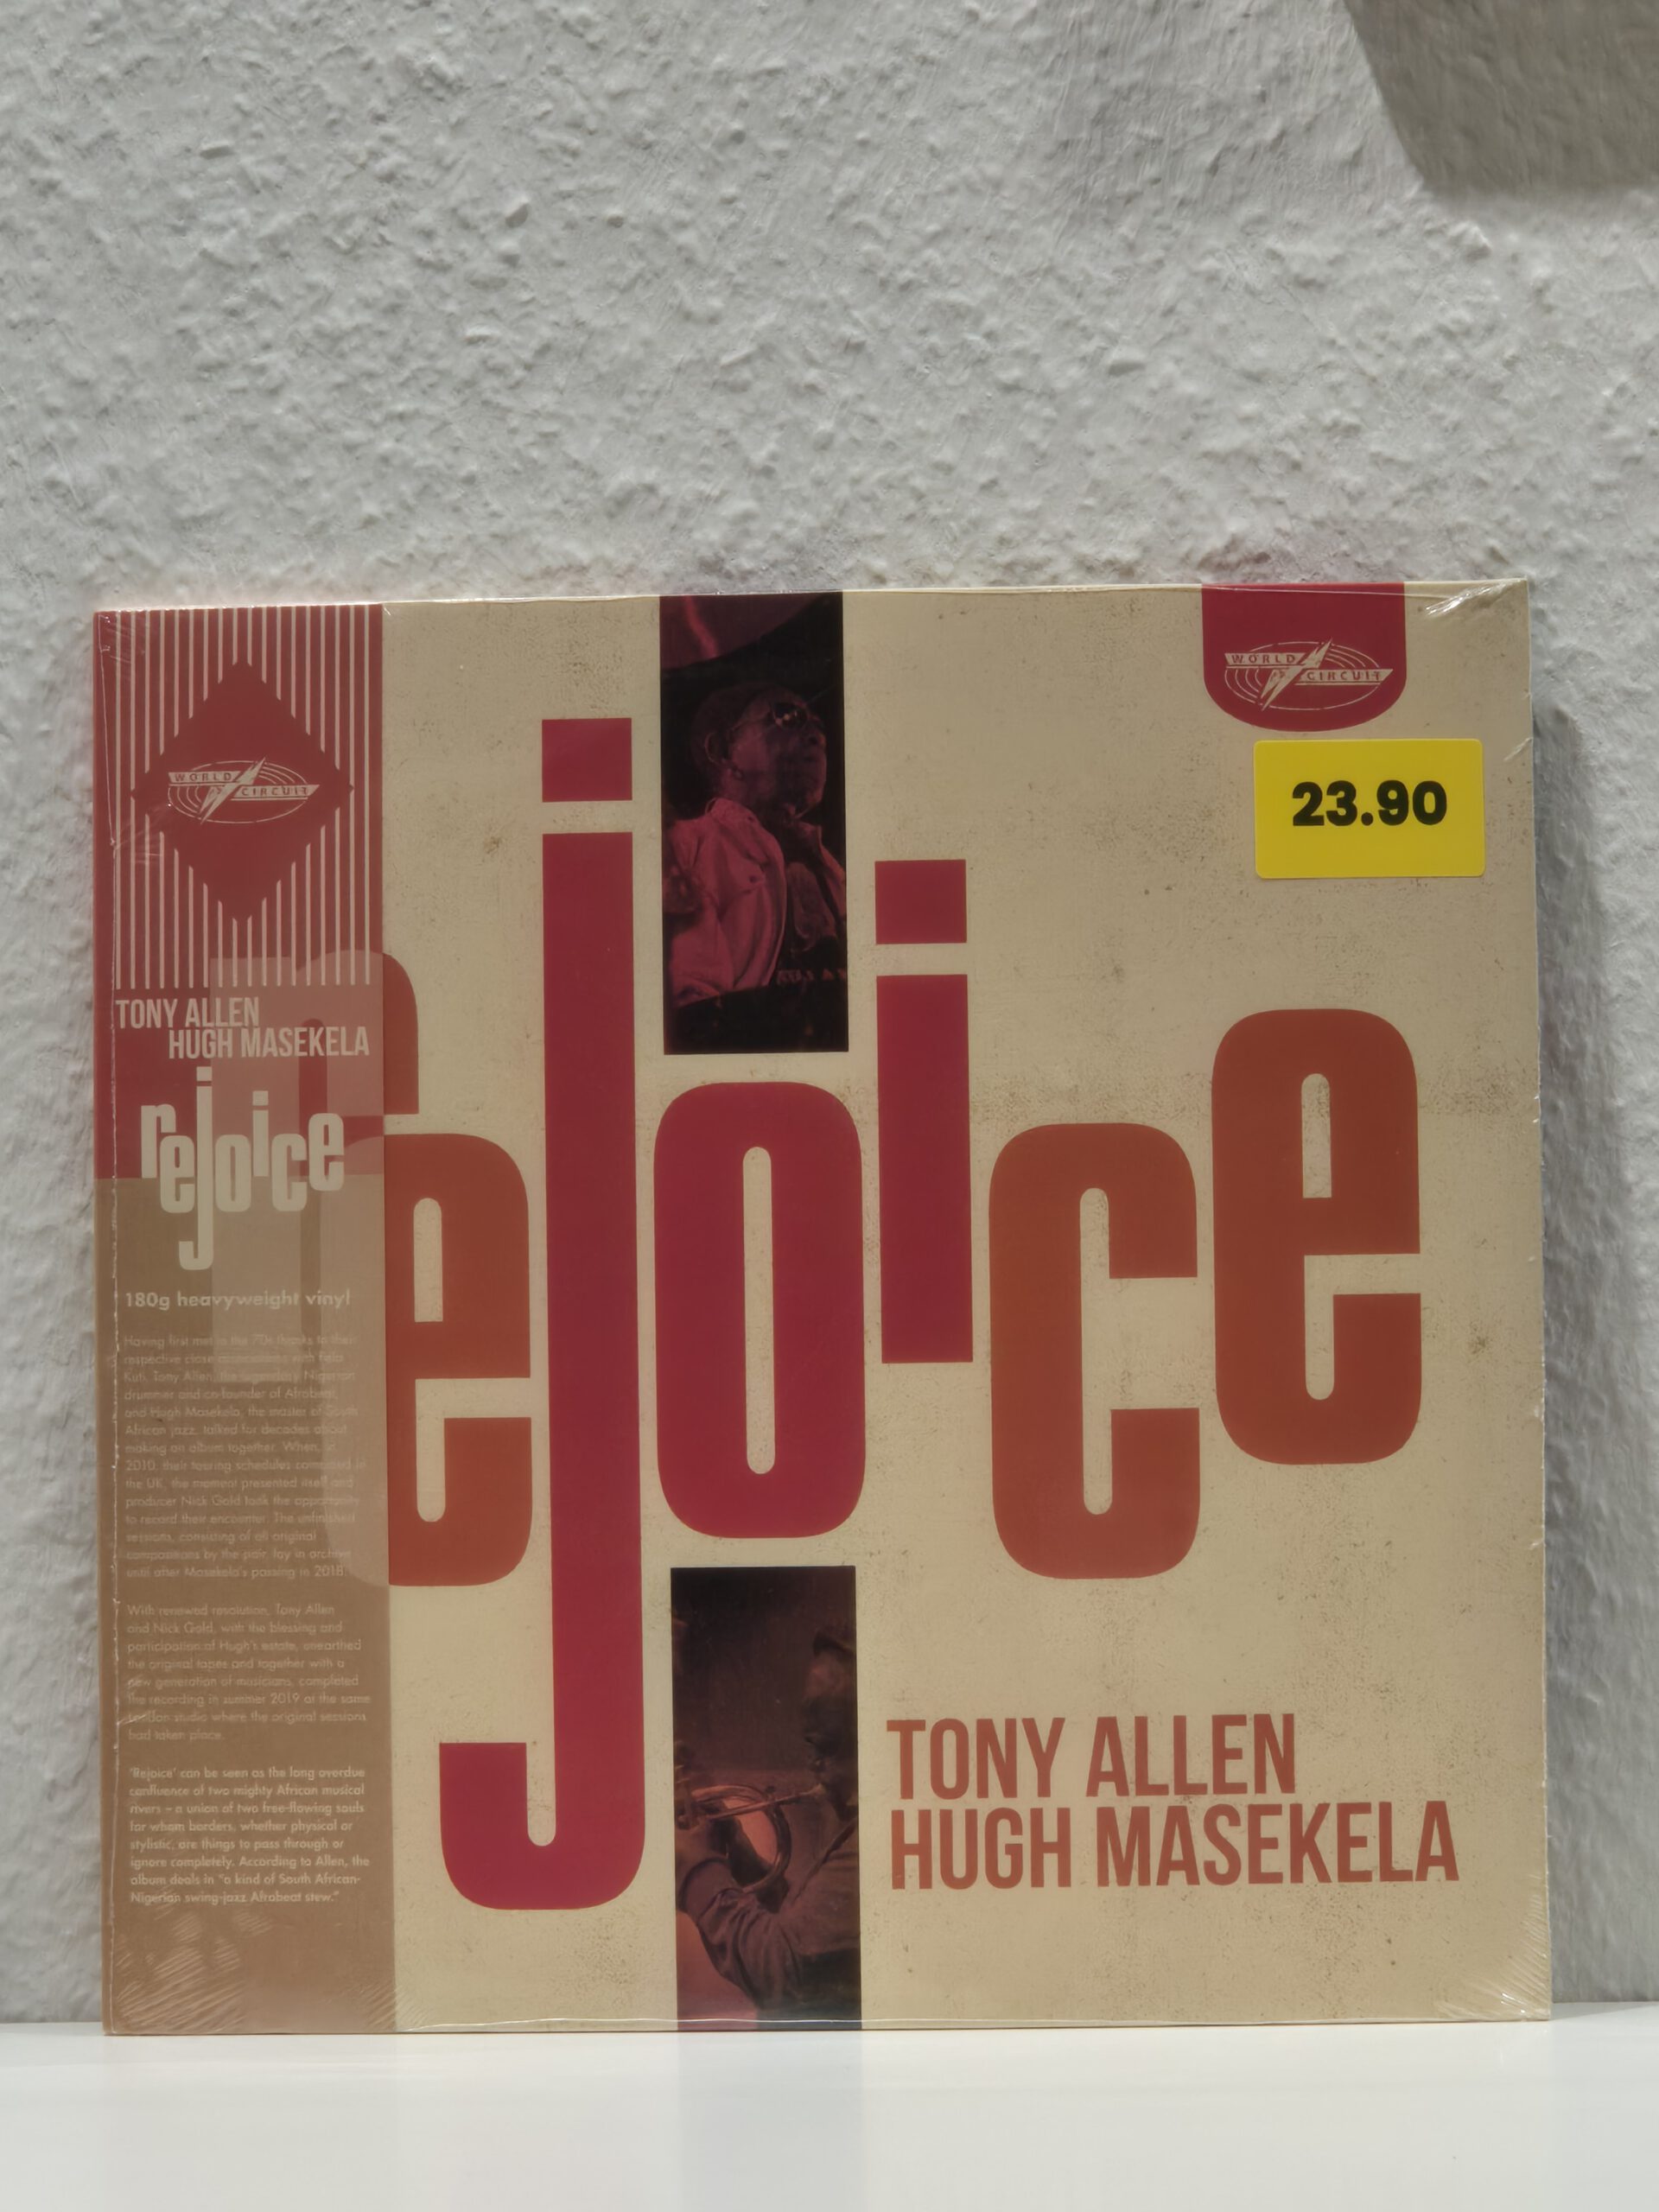 WORLD
CIRCUIT
TONY ALLEN
HUGH MASEKELA
rejoice
180g heavyweight vinyl
Having first met in the 70s thanks to their
respective close associations with Fela
Kuti, Tony Allen, the legendary Nigerian
drummer and co-founder of Afrobeat,
and Hugh Masekela, the master of South
African jazz, talked for decades about
making an album together. When, in
2010, their touring schedules coincided in
the UK, the moment presented itself and
producer Nick Gold took the opportunity
to record their encounter. The unfinished
sessions, consisting of all original
compositions by the pair, lay in archive
until after Masekela's passing in 2018.
With renewed resolution, Tony Allen
and Nick Gold, with the blessing and
participation of Hugh's estate, unearthed
the original tapes and together with a
new generation of musicians, completed
the recording in summer 2019 at the same
London studio where the original sessions
had taken place.
'Rejoice' can be seen as the long overdue
confluence of two mighty African musical
rivers – a union of two free-flowing souls
for whom borders, whether physical or
stylistic, are things to pass through or
ignore completely. According to Allen, the
album deals in "a kind of South African-
Nigerian swing-jazz Afrobeat stew."
WORLD
CIRCUIT
23.90
rejoice
TONY ALLEN
HUGH MASEKELA